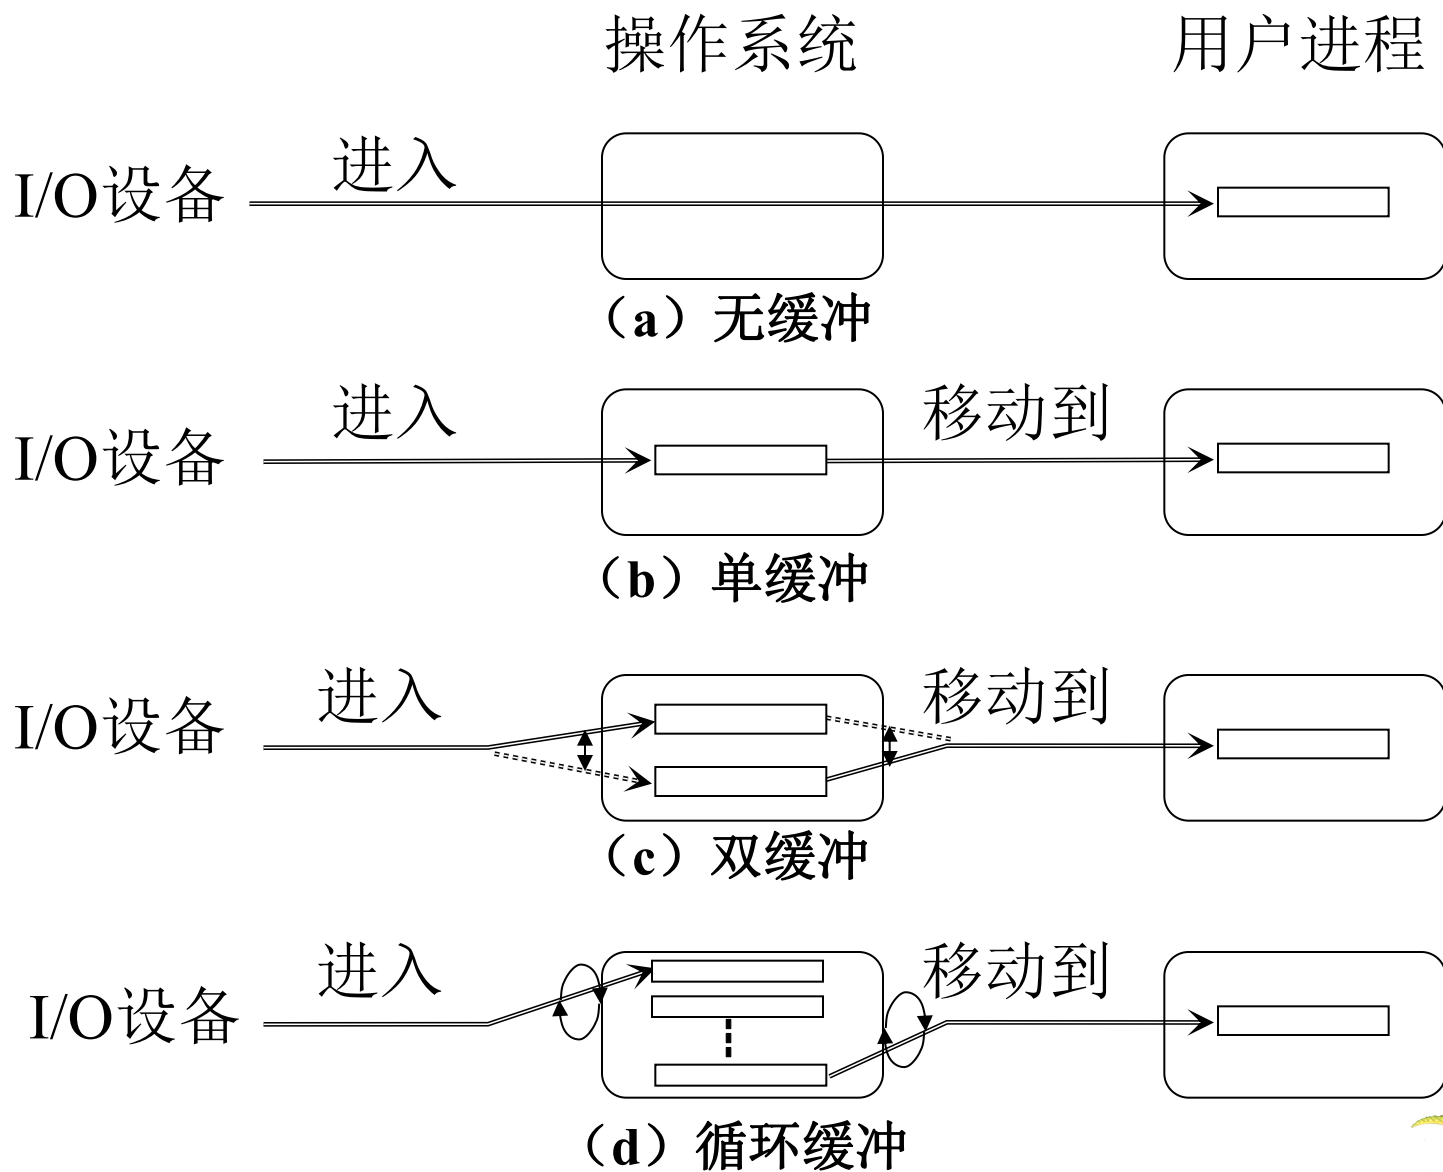 操作系统 用户进程
进入
I/O设备
（a）无缓冲
进入 移动到
I/O设备
（b）单缓冲
进入 移动到
I/O设备
（c）双缓冲
进入 移动到
I/O设备
（d）循环缓冲